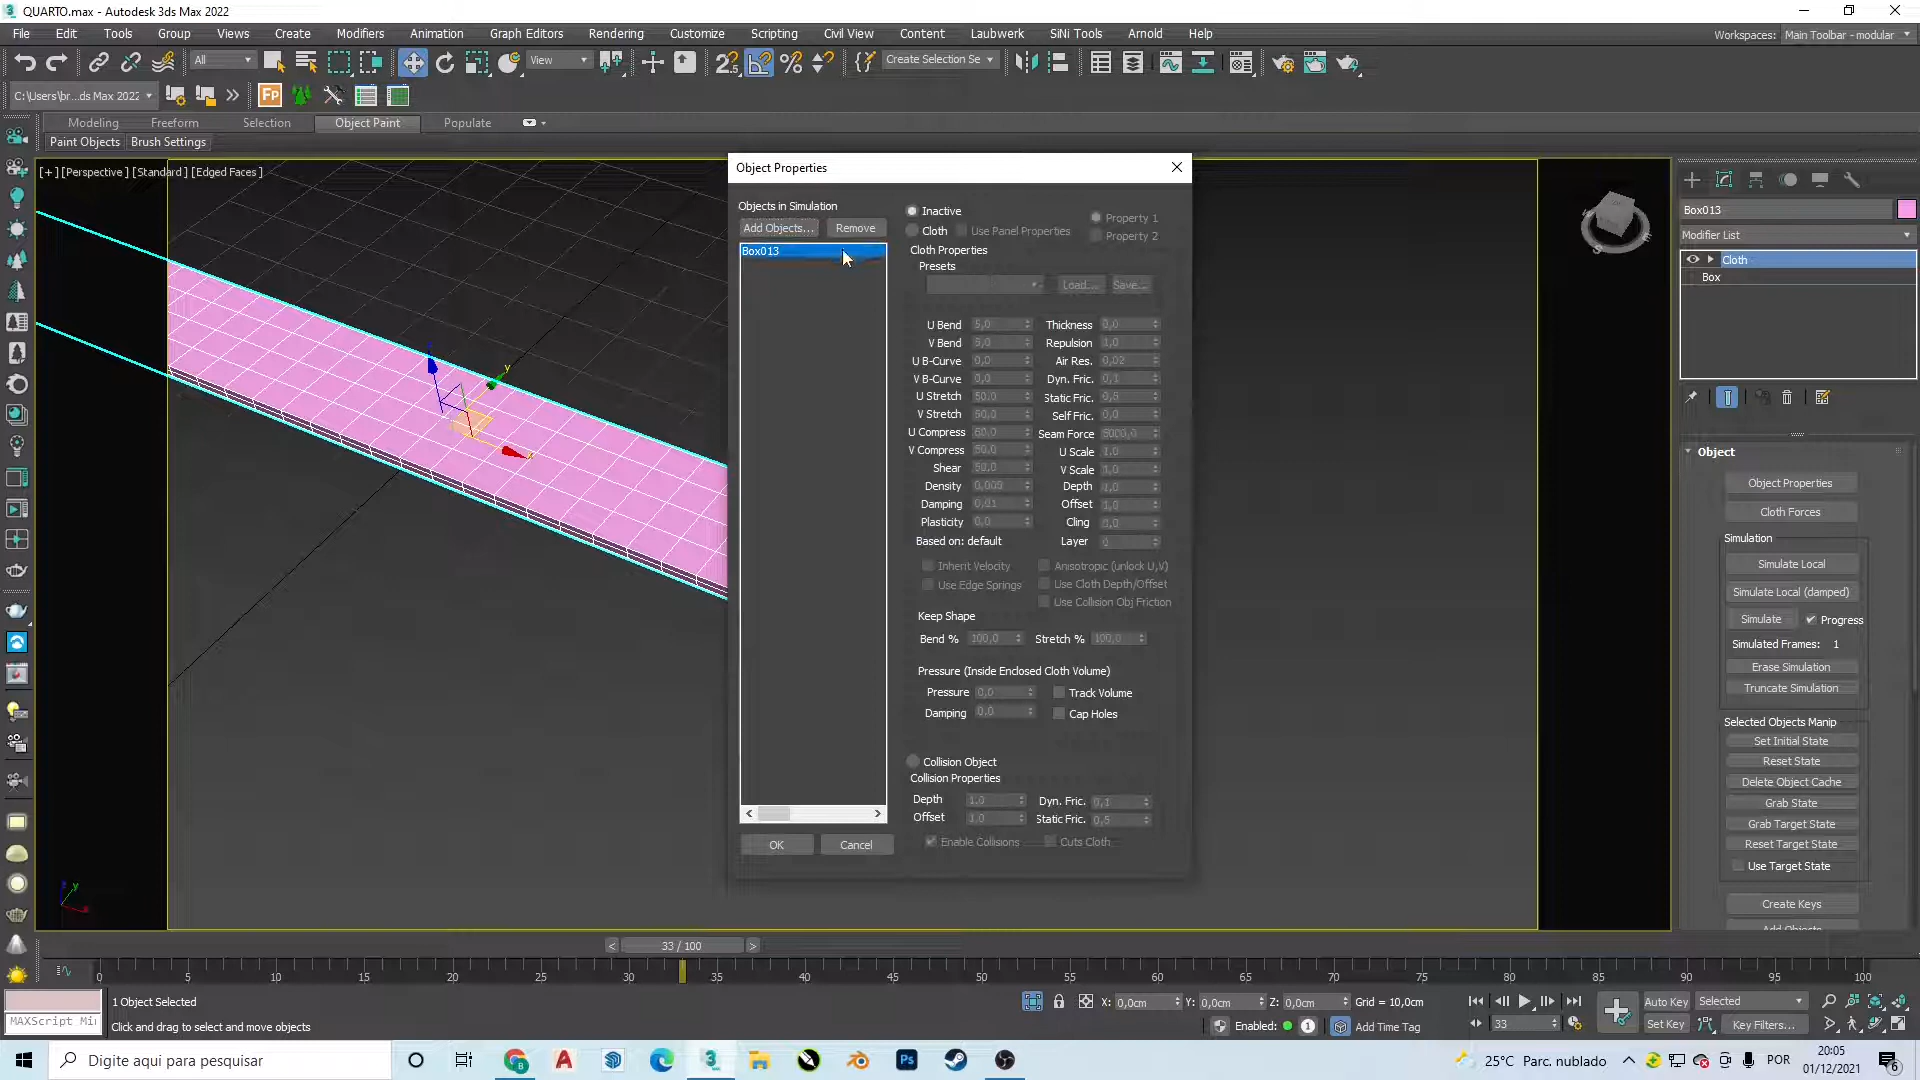 QUARTO.max - Autodesk 3ds Max 2022
File Edit Tools Group Views Create Modifiers Animation Graph Editors Rendering Customize Scripting Civil View Content Laubwerk SiNi Tools Arnold Help
Workspaces: Main Toolbar - modular
All View Create Selection Se
C:\Users\br...ds Max 2022
Modeling Freeform Selection Object Paint Populate
Paint Objects Brush Settings
[+] [Perspective ] [Standard ] [Edged Faces ]
Object Properties
Objects in Simulation
Add Objects... Remove
Box013
Inactive
Cloth Use Panel Properties
Property 1
Property 2
Cloth Properties
Presets
Load... Save...
U Bend 5,0 Thickness 0,0
V Bend 5,0 Repulsion 1,0
U B-Curve 0,0 Air Res. 0,02
V B-Curve 0,0 Dyn. Fric. 0,1
U Stretch 50,0 Static Fric. 0,5
V Stretch 50,0 Self Fric. 0,0
U Compress 50,0 Seam Force
V Compress 50,0 U Scale 1,0
Shear 50,0 V Scale 1,0
Density 0,005 Depth 1,0
Damping 0,01 Offset 1,0
Plasticity 0,0 Cling 0,0
Based on: default Layer 0
Inherit Velocity Anisotropic (unlock U,V)
Use Edge Springs Use Cloth Depth/Offset
Use Collision Obj Friction
Keep Shape
Bend % 100,0 Stretch % 100,0
Pressure (Inside Enclosed Cloth Volume)
Pressure 0,0 Track Volume
Damping 0,0 Cap Holes
Collision Object
Collision Properties
Depth 1,0 Dyn. Fric. 0,1
Offset 1,0 Static Fric. 0,5
Enable Collisions Cuts Cloth
OK Cancel
Box013
Modifier List
Cloth
Box
Object
Object Properties
Cloth Forces
Simulation
Simulate Local
Simulate Local (damped)
Simulate Progress
Simulated Frames: 1
Erase Simulation
Truncate Simulation
Selected Objects Manip
Set Initial State
Reset State
Delete Object Cache
Grab State
Grab Target State
Reset Target State
Use Target State
Create Keys
Add Objects
x y
z y
< 33 / 100 >
0 5 10 15 20 25 30 35 40 45 50 55 60 65 70 75 80 85 90 95 100
1 Object Selected
MAXScript Mi
Click and drag to select and move objects
X: 0,0cm Y: 0,0cm Z: 0,0cm Grid = 10,0cm
Enabled: 1 Add Time Tag
33
Auto Key Selected
Set Key Key Filters...
Digite aqui para pesquisar
25°C Parc. nublado
POR
20:05
01/12/2021
6